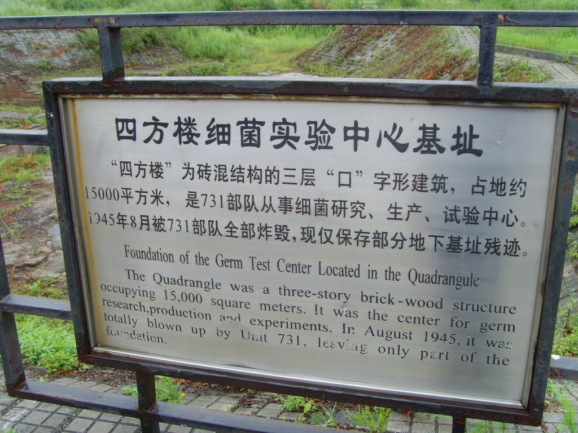 四方楼细菌实验中心基址
“四方楼”为砖混结构的三层“口”字形建筑，占地约
15000平方米，是731部队从事细菌研究、生产、试验中心。
1945年8月被731部队全部炸毁，现仅保存部分地下基址残迹。
Foundation of the Germ Test Center Located in the Quadrangule
The Quadrangle was a three-story brick-wood structure
occupying 15,000 square meters. It was the center for germ
research,production and experiments. In August 1945, it was
totally blown up by Unit 731, leaving only part of the
foundation.